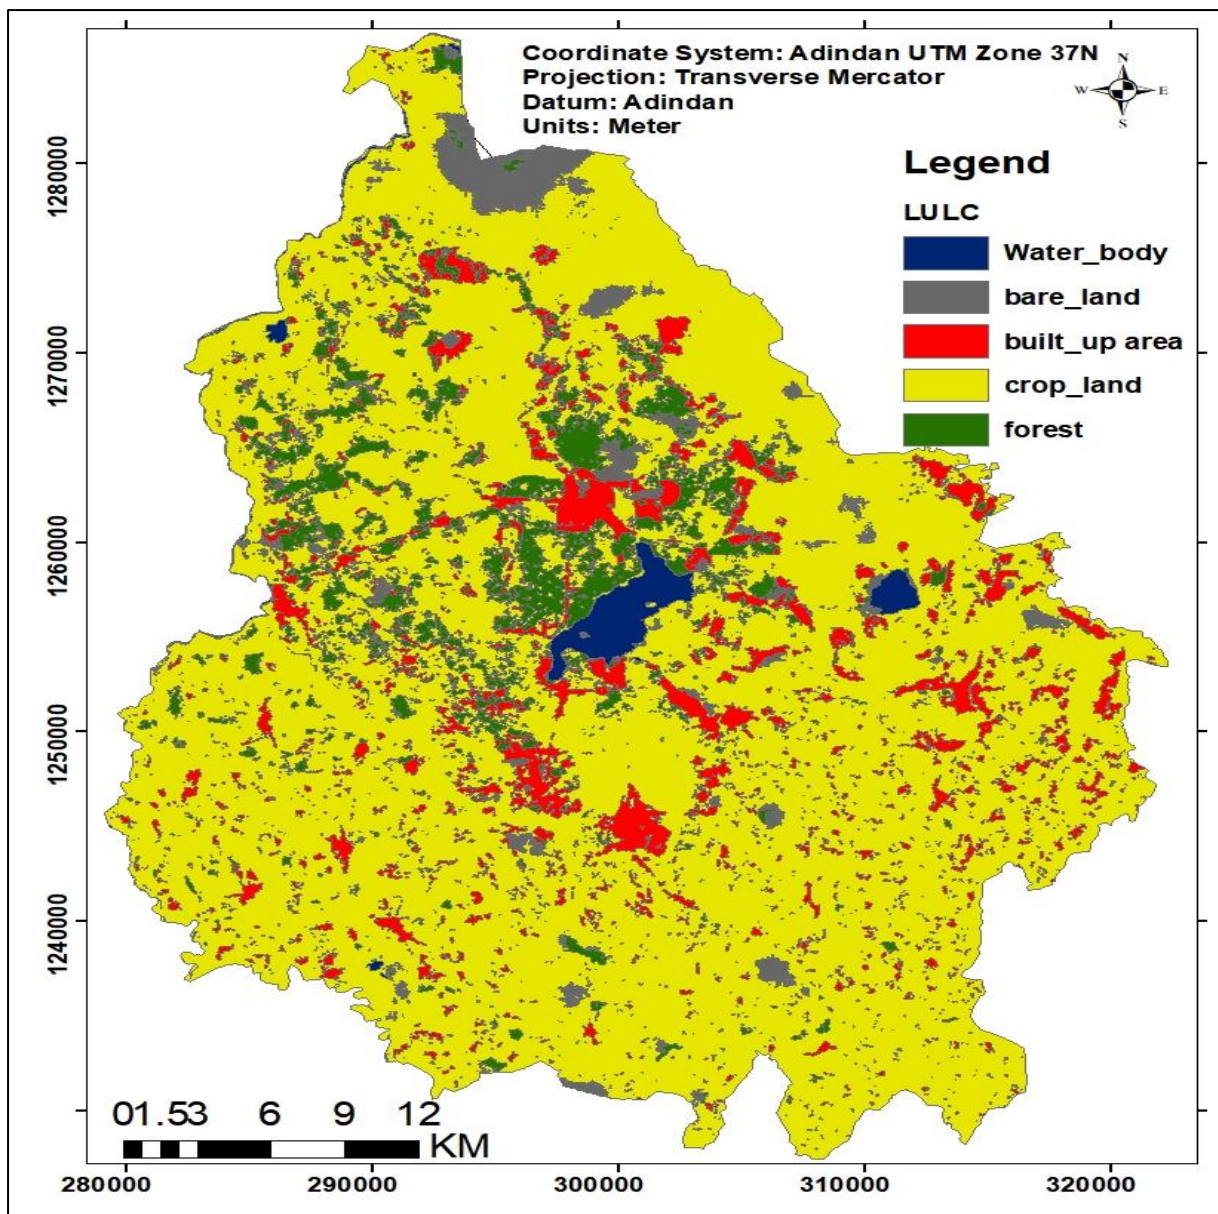 Coordinate System: Adindan UTM Zone 37N
Projection: Transverse Mercator
Datum: Adindan
Units: Meter
N
W E
S
Legend
LULC
Water_body
bare_land
built_up area
crop_land
forest
1280000
1270000
1260000
1250000
1240000
01.53 6 9 12
KM
280000 290000 300000 310000 320000